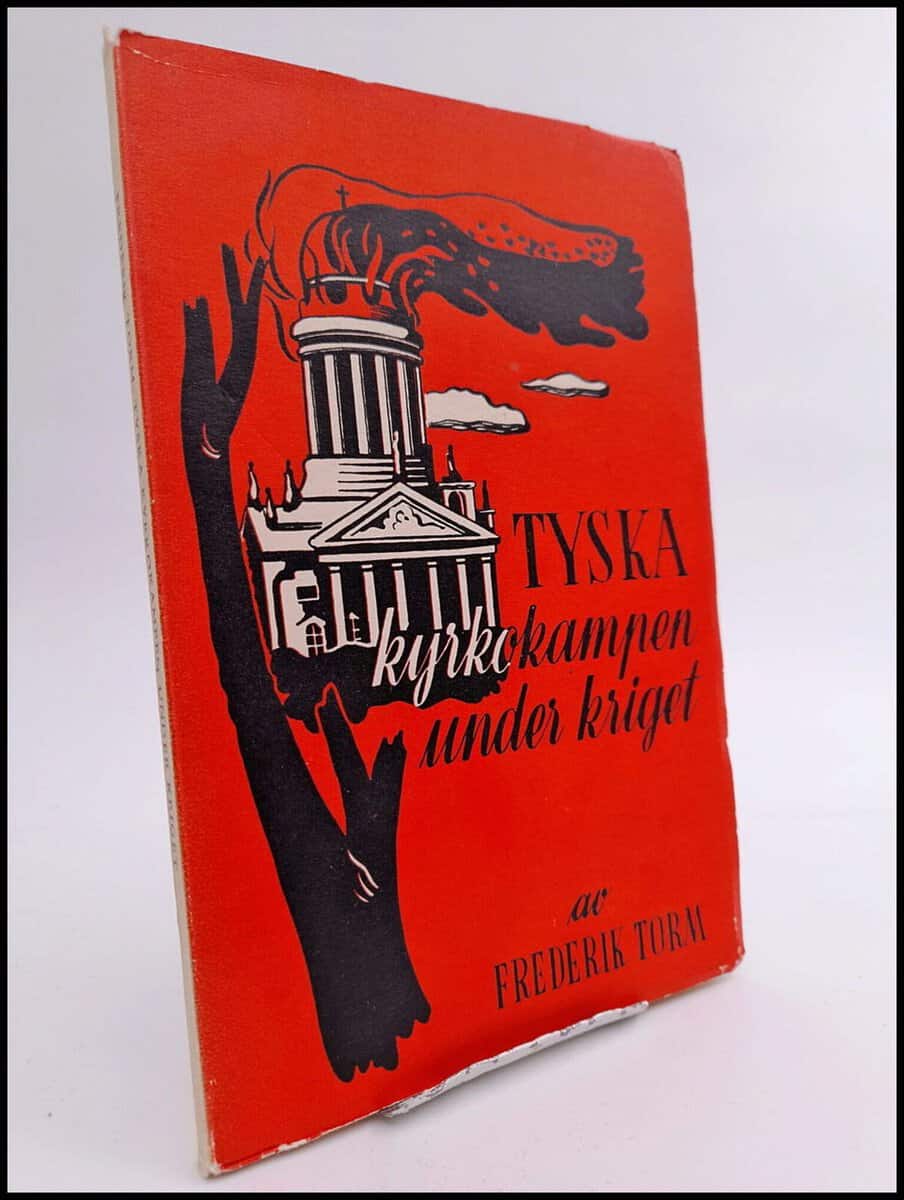 TYSKA
kyrkokampen
under kriget
av
FREDERIK TORM